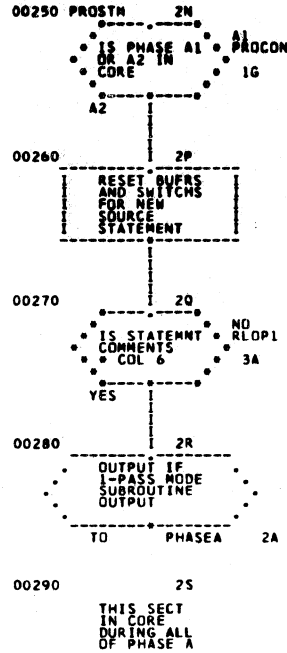 00250 PROSTM 2N
A1
IS PHASE A1 PROCON
OR A2 IN
CORE 1G
A2
00260 2P
RESET BUFRS
AND SWITCHS
FOR NEW
SOURCE
STATEMENT
00270 2Q
NO
IS STATEMNT RLOP1
COMMENTS
COL 6 3A
YES
00280 2R
OUTPUT IF
1-PASS MODE
SUBROUTINE
OUTPUT
TO PHASEA 2A
00290 2S
THIS SECT
IN CORE
DURING ALL
OF PHASE A